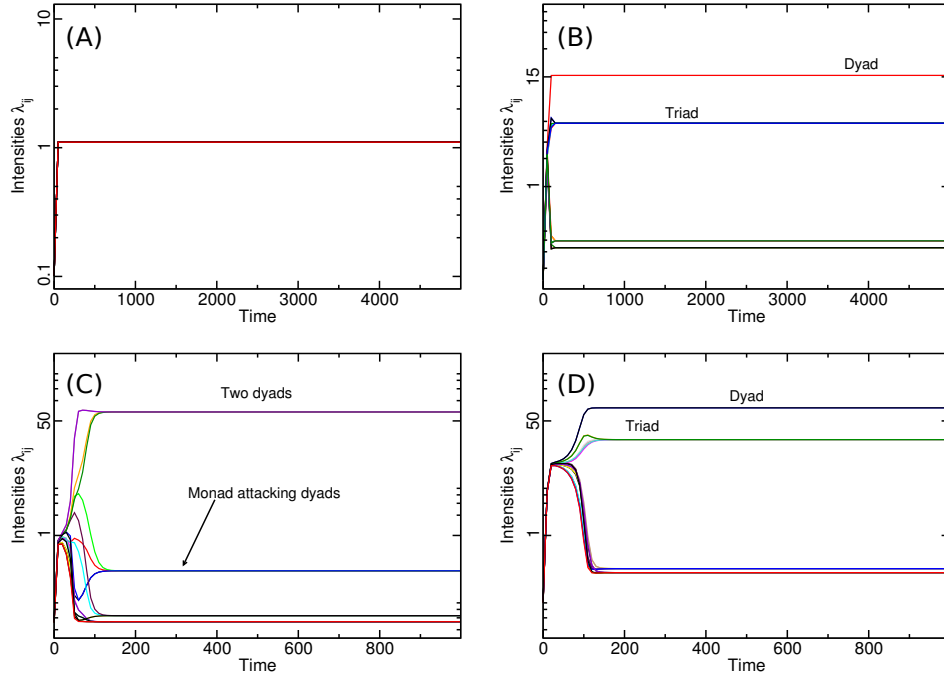 (A)
10
1
0.1
Intensities λij
0 1000 2000 3000 4000
Time
(B)
Dyad
Triad
15
1
Intensities λij
0 1000 2000 3000 4000
Time
(C)
Two dyads
Monad attacking dyads
50
1
Intensities λij
0 200 400 600 800
Time
(D)
Dyad
Triad
50
1
Intensities λij
0 200 400 600 800
Time